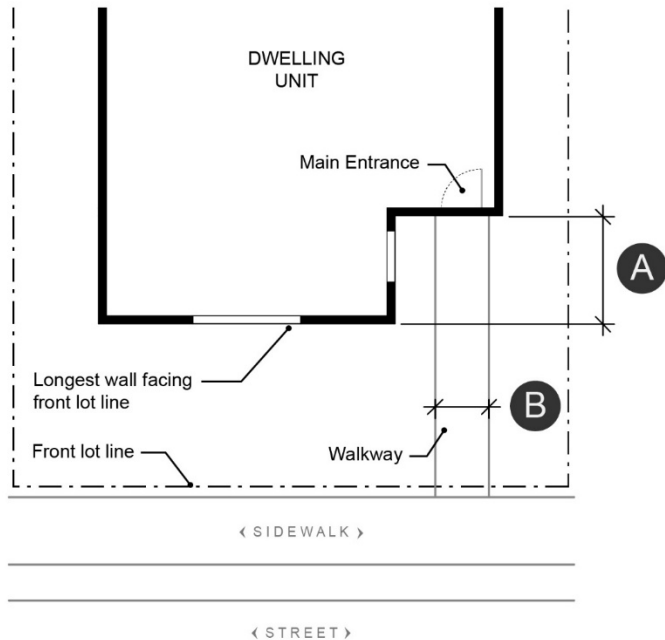 DWELLING
UNIT
Main Entrance
A
Longest wall facing
front lot line
B
Front lot line
Walkway
‹ SIDEWALK ›
‹ STREET ›